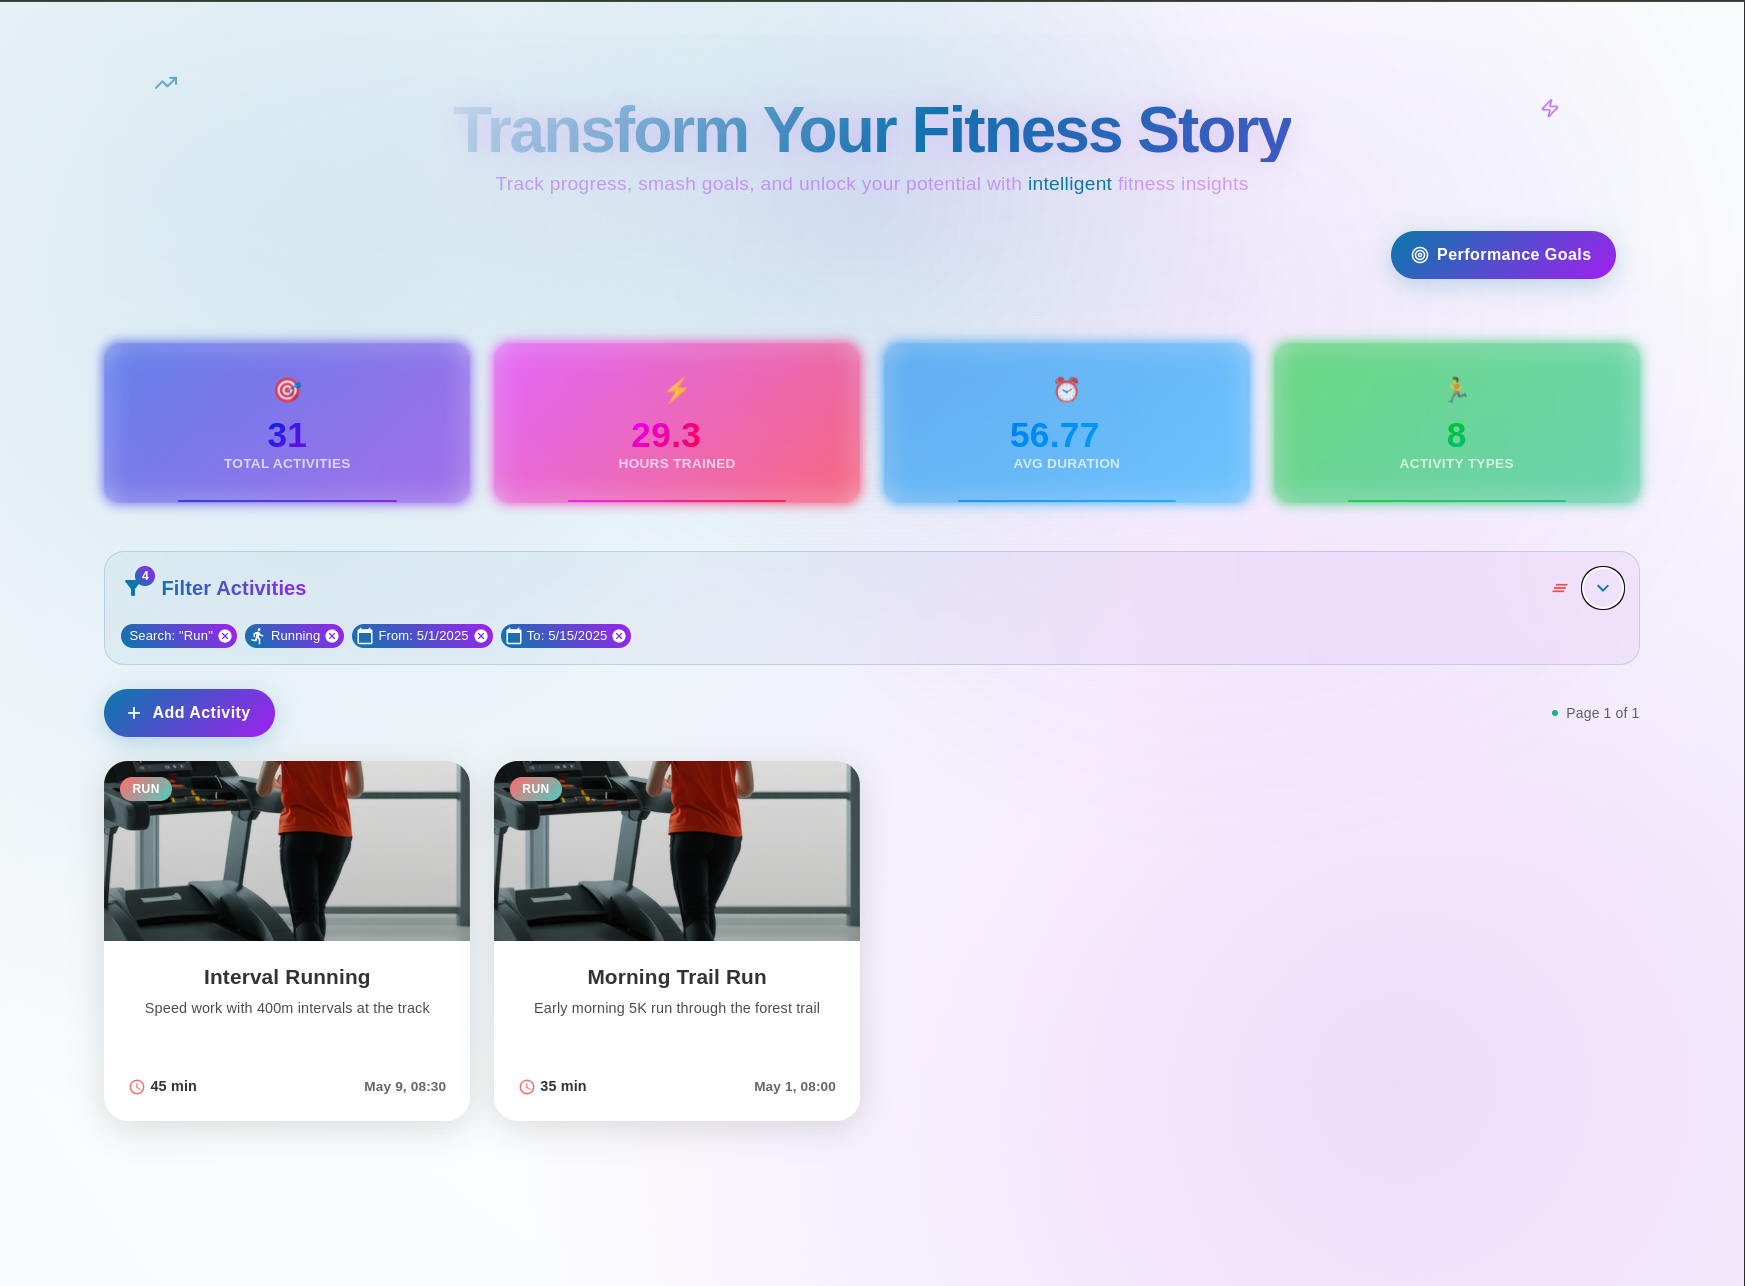 Transform Your Fitness Story
Track progress, smash goals, and unlock your potential with intelligent fitness insights
Performance Goals
31
TOTAL ACTIVITIES
29.3
HOURS TRAINED
56.77
AVG DURATION
8
ACTIVITY TYPES
4
Filter Activities
Search: "Run"
Running
From: 5/1/2025
To: 5/15/2025
Add Activity
Page 1 of 1
RUN
Interval Running
Speed work with 400m intervals at the track
45 min
May 9, 08:30
RUN
Morning Trail Run
Early morning 5K run through the forest trail
35 min
May 1, 08:00